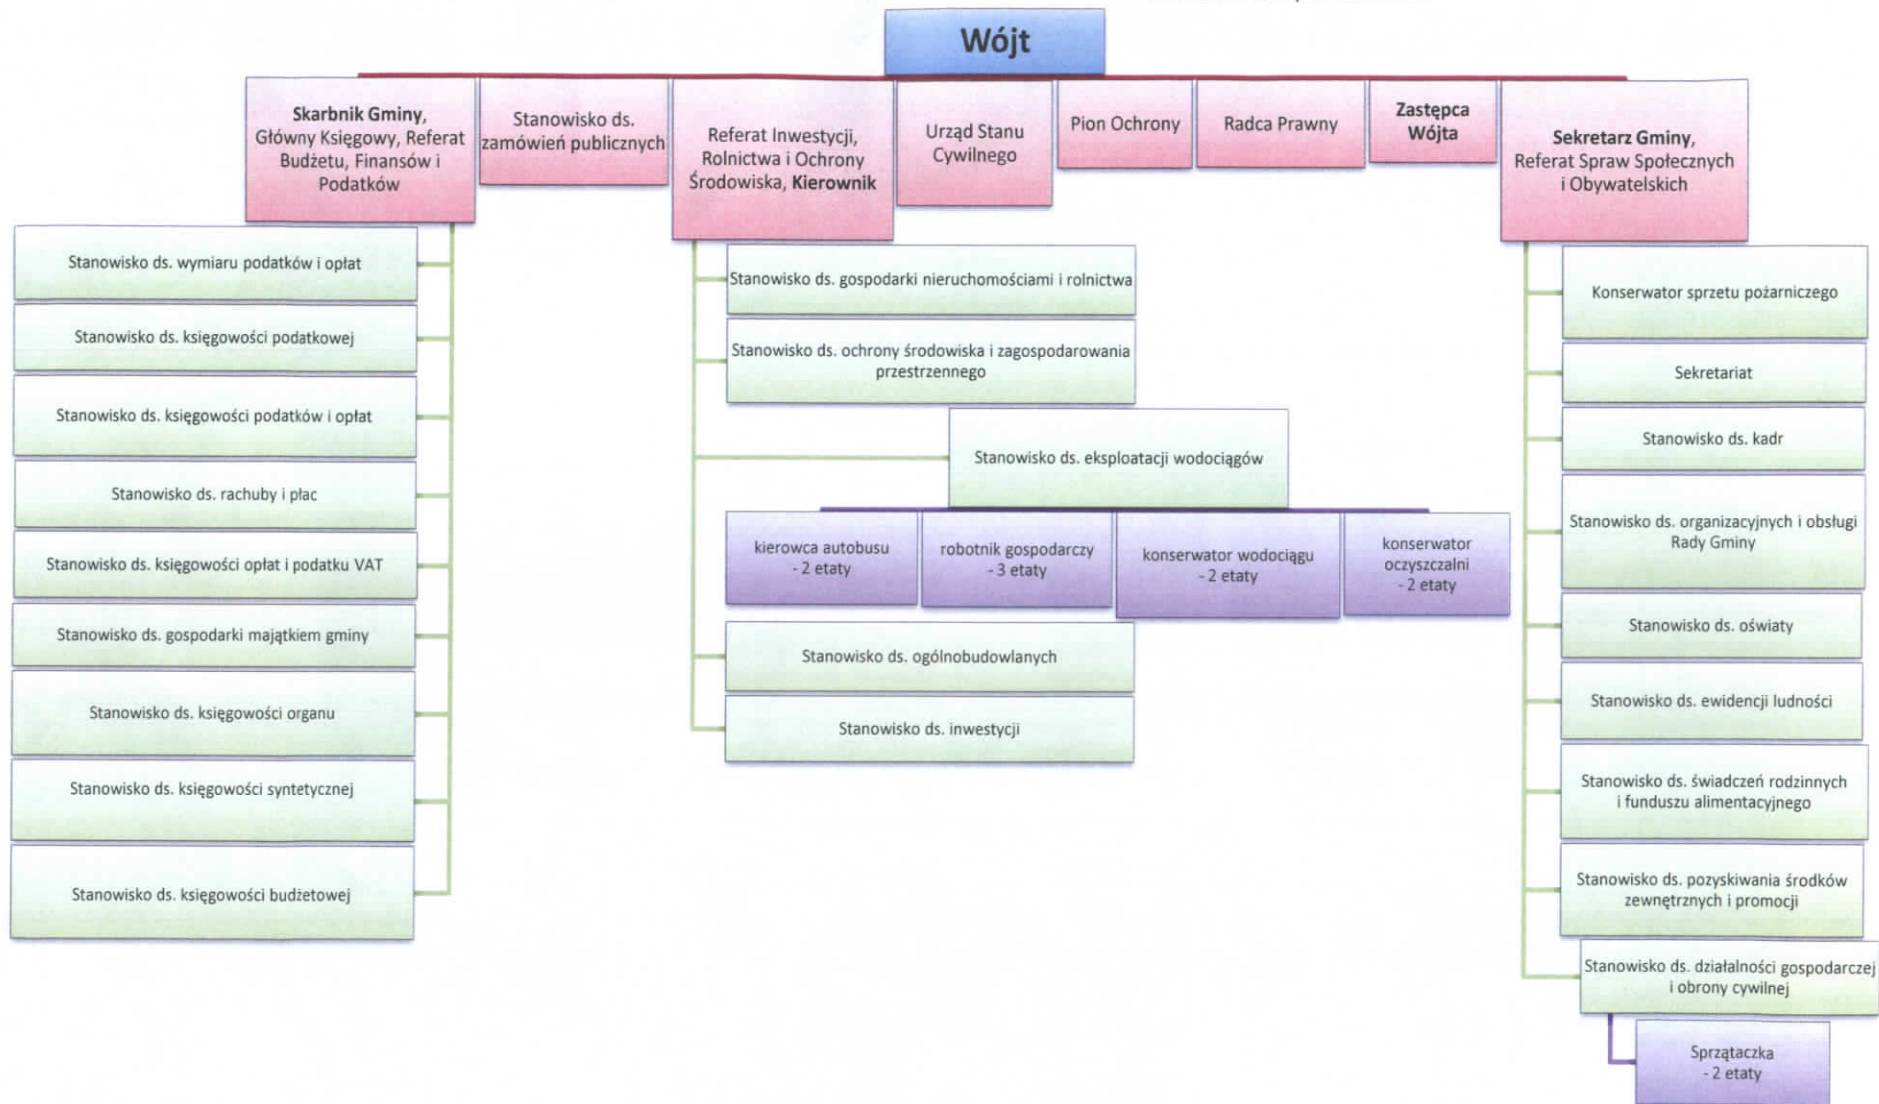 Wójt
Skarbnik Gminy,
Główny Księgowy, Referat
Budżetu, Finansów i
Podatków
Stanowisko ds.
zamówień publicznych
Referat Inwestycji,
Rolnictwa i Ochrony
Środowiska, Kierownik
Urząd Stanu
Cywilnego
Pion Ochrony
Radca Prawny
Zastępca
Wójta
Sekretarz Gminy,
Referat Spraw Społecznych
i Obywatelskich
Stanowisko ds. wymiaru podatków i opłat
Stanowisko ds. księgowości podatkowej
Stanowisko ds. księgowości podatków i opłat
Stanowisko ds. rachuby i płac
Stanowisko ds. księgowości opłat i podatku VAT
Stanowisko ds. gospodarki majątkiem gminy
Stanowisko ds. księgowości organu
Stanowisko ds. księgowości syntetycznej
Stanowisko ds. księgowości budżetowej
Stanowisko ds. gospodarki nieruchomościami i rolnictwa
Stanowisko ds. ochrony środowiska i zagospodarowania
przestrzennego
Stanowisko ds. eksploatacji wodociągów
kierowca autobusu
- 2 etaty
robotnik gospodarczy
- 3 etaty
konserwator wodociągu
- 2 etaty
konserwator
oczyszczalni
- 2 etaty
Stanowisko ds. ogólnobudowlanych
Stanowisko ds. inwestycji
Konserwator sprzetu pożarniczego
Sekretariat
Stanowisko ds. kadr
Stanowisko ds. organizacyjnych i obsługi
Rady Gminy
Stanowisko ds. oświaty
Stanowisko ds. ewidencji ludności
Stanowisko ds. świadczeń rodzinnych
i funduszu alimentacyjnego
Stanowisko ds. pozyskiwania środków
zewnętrznych i promocji
Stanowisko ds. działalności gospodarczej
i obrony cywilnej
Sprzątaczka
- 2 etaty